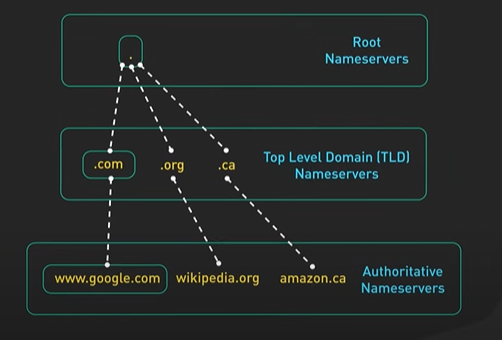 .
Root
Nameservers
.com
.org
.ca
Top Level Domain (TLD)
Nameservers
www.google.com
wikipedia.org
amazon.ca
Authoritative
Nameservers